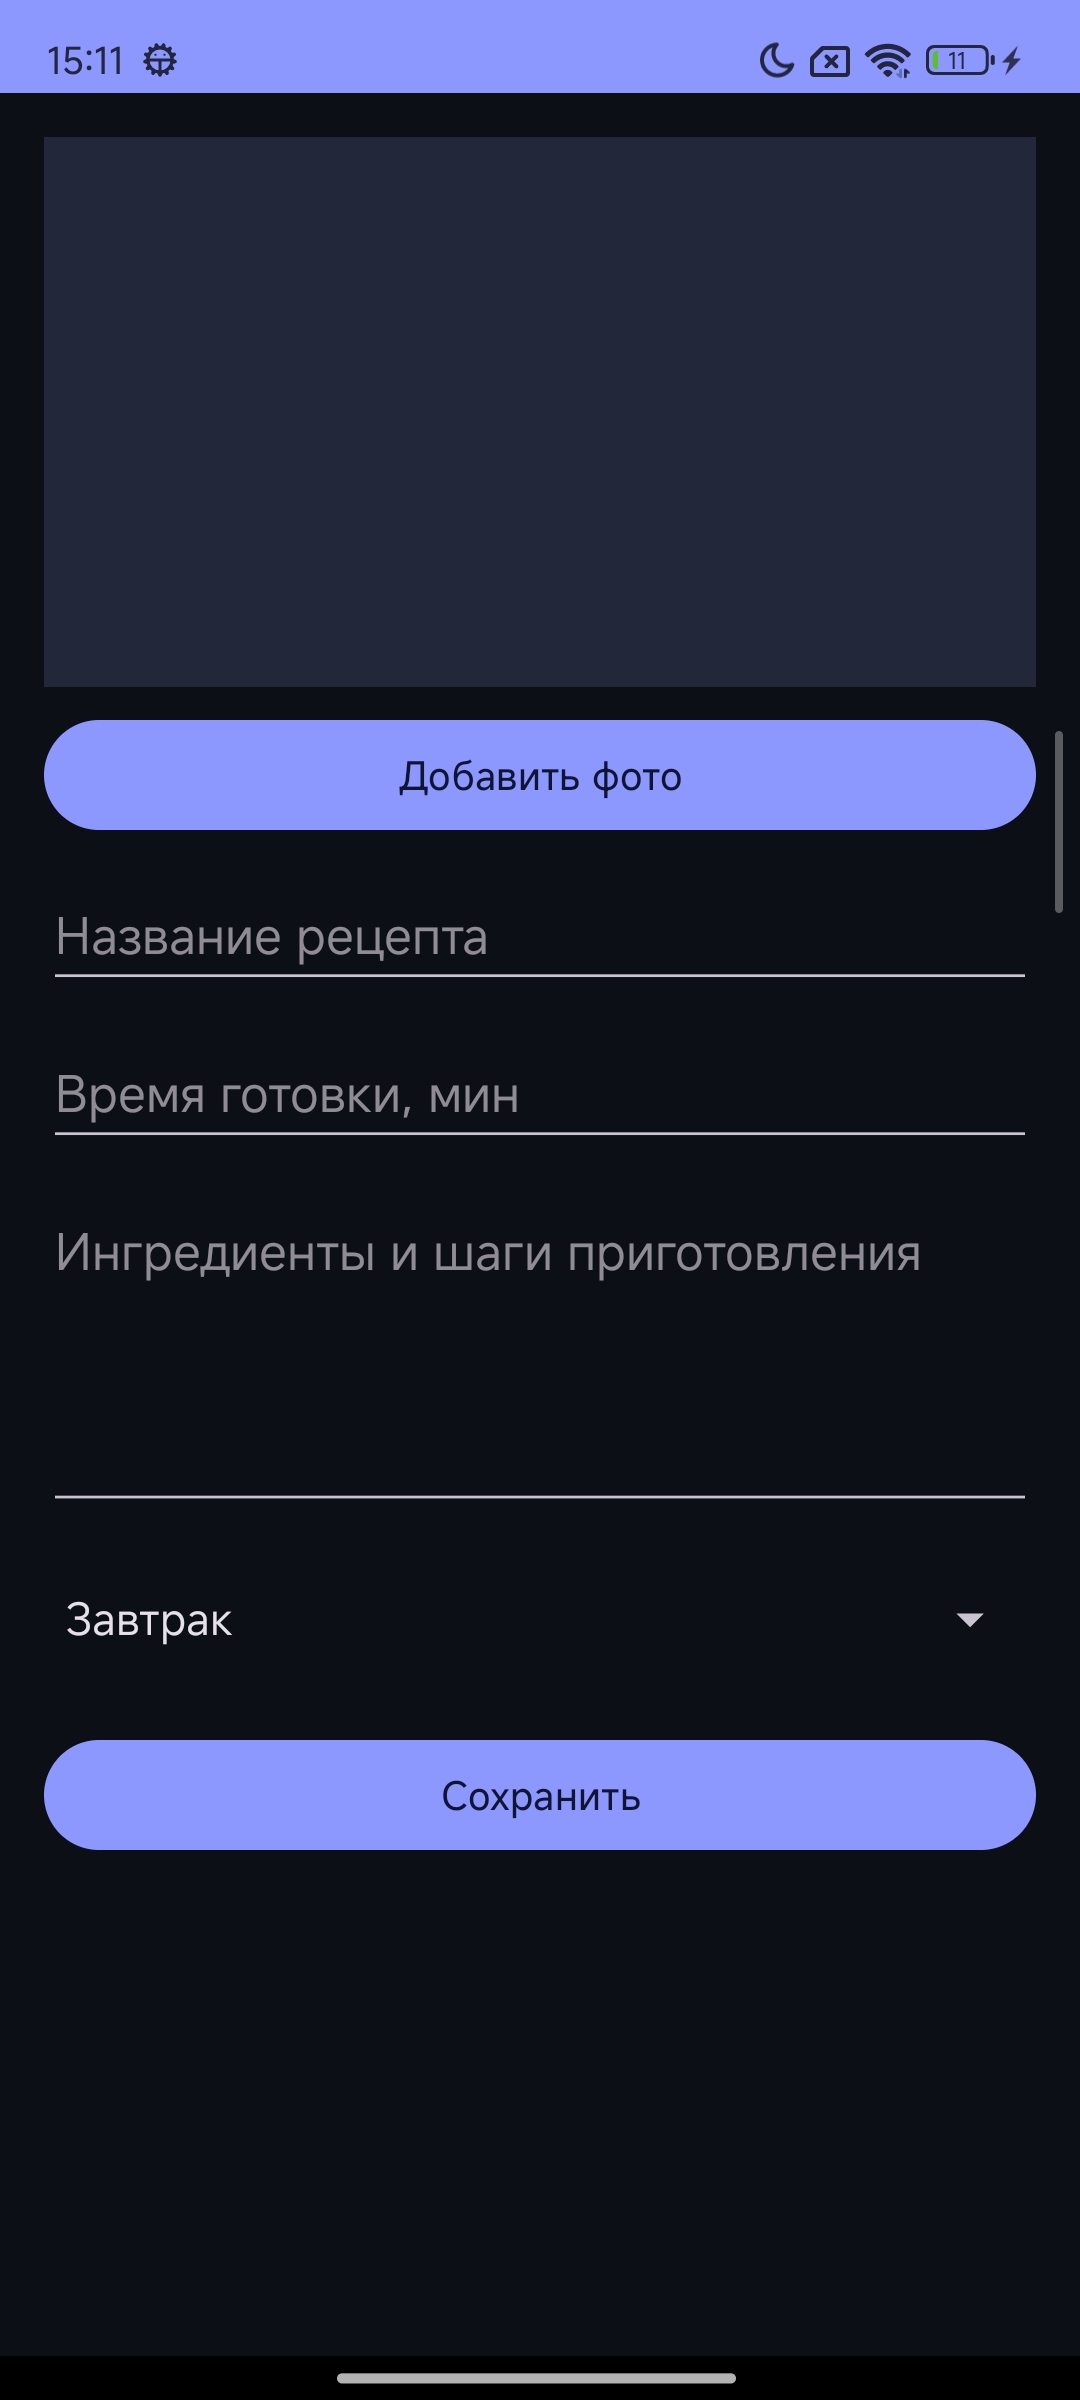 15:11
11
Добавить фото
Название рецепта
Время готовки, мин
Ингредиенты и шаги приготовления
Завтрак
Сохранить